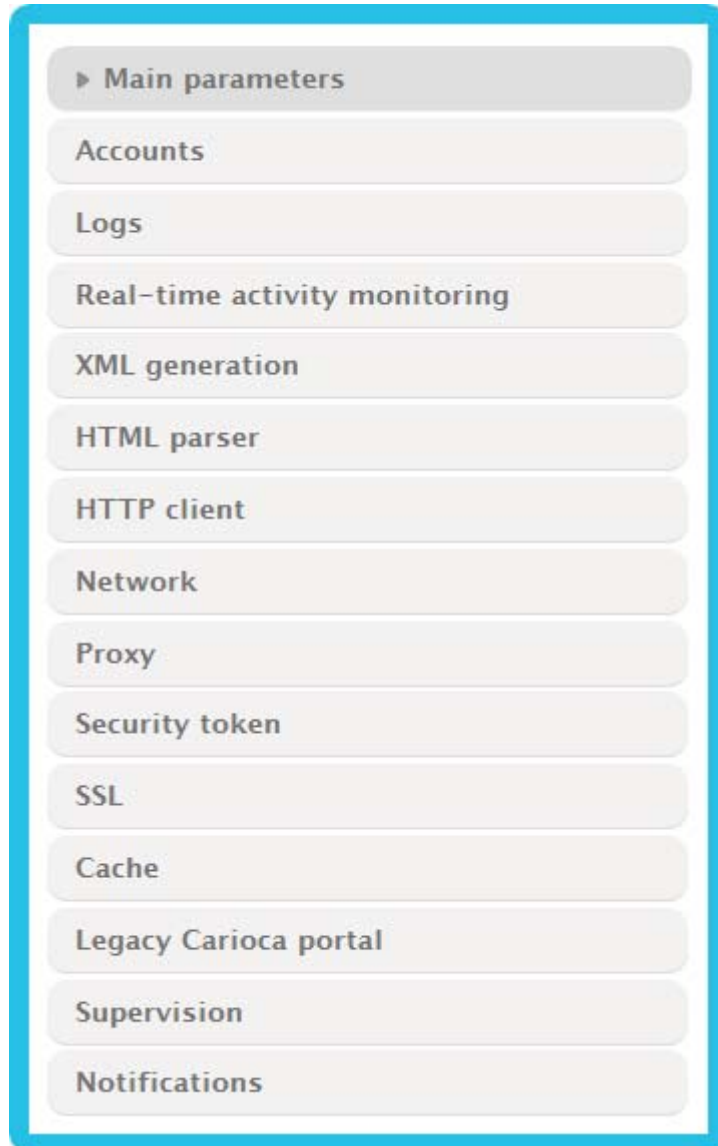 Main parameters
Accounts
Logs
Real-time activity monitoring
XML generation
HTML parser
HTTP client
Network
Proxy
Security token
SSL
Cache
Legacy Carioca portal
Supervision
Notifications